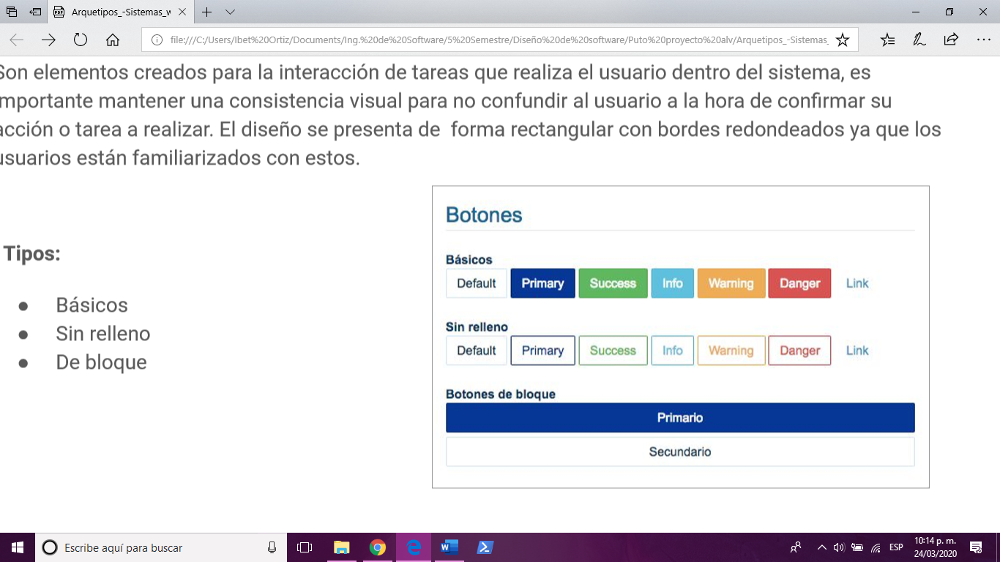 Arquetipos_-Sistemas_w
file:///C:/Users/Ibet%20Ortiz/Documents/Ing.%20de%20Software/5%20Semestre/Diseño%20de%20software/Puto%20proyecto%20alv/Arquetipos_-Sistemas_
Son elementos creados para la interacción de tareas que realiza el usuario dentro del sistema, es
importante mantener una consistencia visual para no confundir al usuario a la hora de confirmar su
acción o tarea a realizar. El diseño se presenta de forma rectangular con bordes redondeados ya que los
usuarios están familiarizados con estos.
Tipos:
● Básicos
● Sin relleno
● De bloque
Botones
Básicos
Default Primary Success Info Warning Danger Link
Sin relleno
Default Primary Success Info Warning Danger Link
Botones de bloque
Primario
Secundario
Escribe aquí para buscar
ESP
10:14 p. m.
24/03/2020